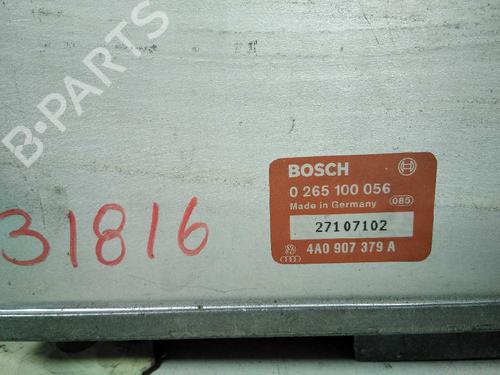 B-PARTS
BOSCH
0 265 100 056
Made in Germany
085
27107102
4A0 907 379 A
31816